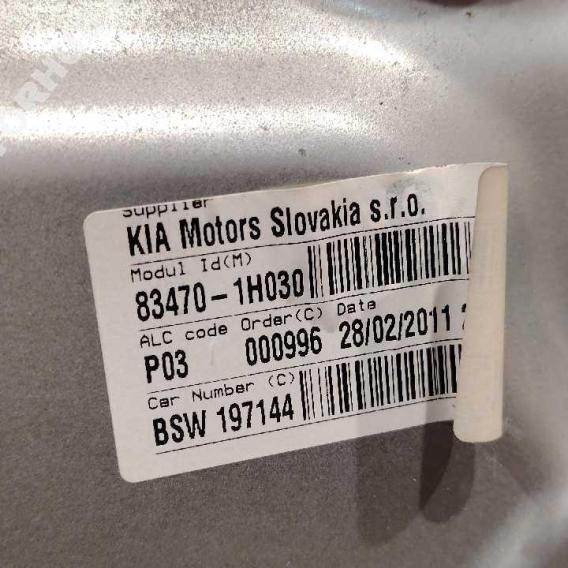 Supplier
KIA Motors Slovakia s.r.o.
Modul Id(M)
83470-1H030
ALC code Order(C) Date
P03 000996 28/02/2011
Car Number (C)
BSW 197144